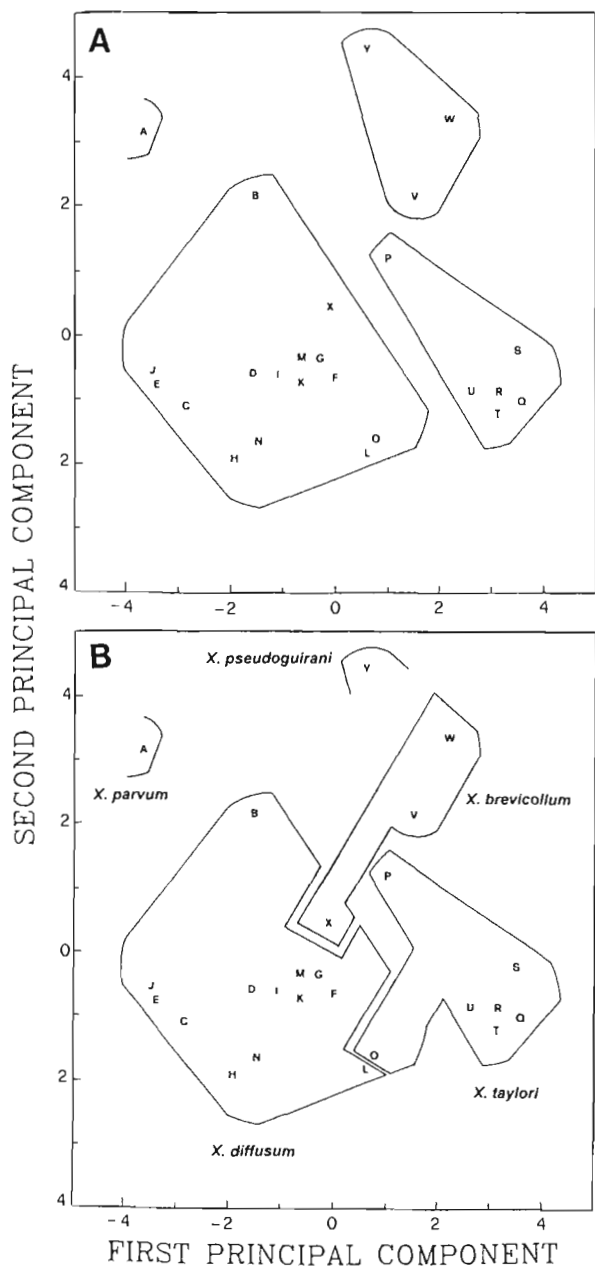 SECOND PRINCIPAL COMPONENT
A
4
2
0
2
4
Y
A
W
B
V
P
X
M G
S
J
D I
F
E
K
U R
C
Q
T
N
O
H
L
-4 -2 0 2 4
B
4
2
0
2
4
X. pseudoguirani
Y
A
W
X. parvum
X. brevicollum
B
V
P
X
M G
S
J
D I
F
E
K
U R
C
Q
T
N
O
H
L
X. taylori
X. diffusum
-4 -2 0 2 4
FIRST PRINCIPAL COMPONENT